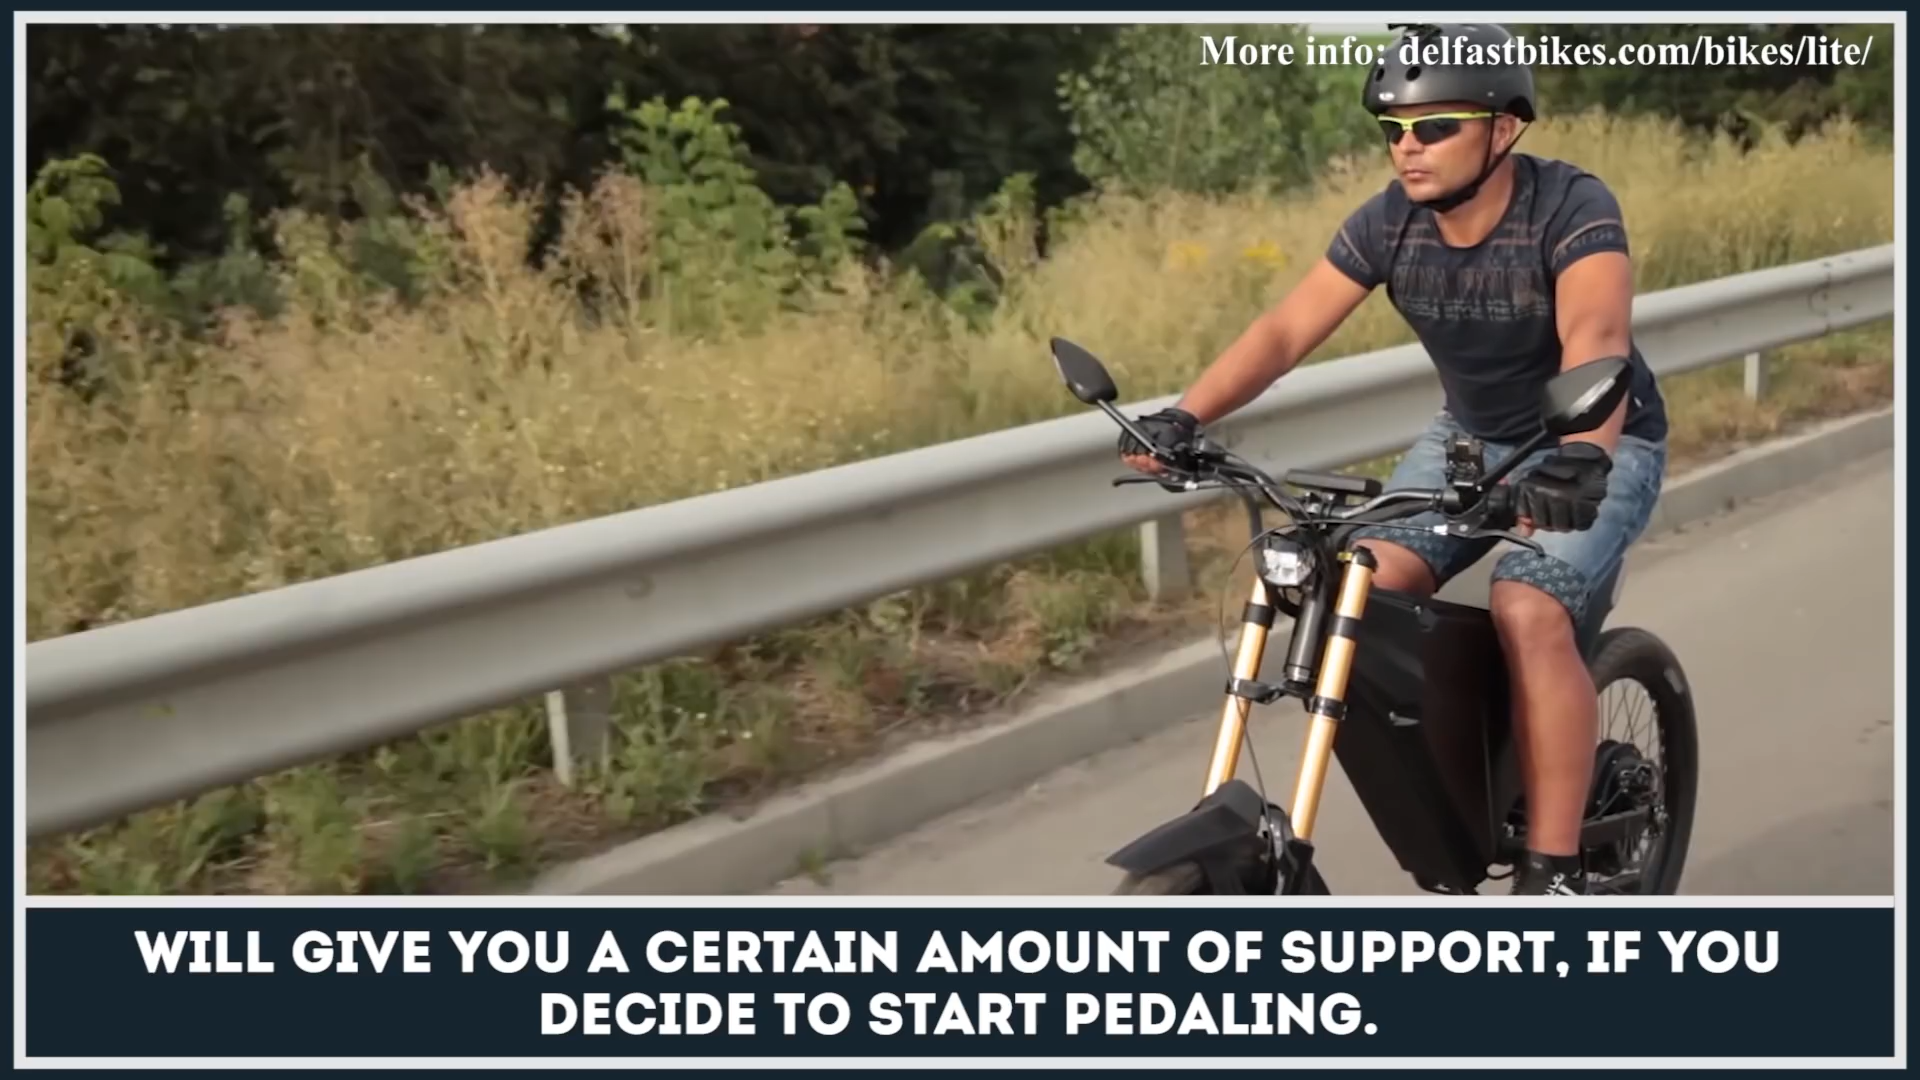 More info: delfastbikes.com/bikes/lite/
WILL GIVE YOU A CERTAIN AMOUNT OF SUPPORT, IF YOU
DECIDE TO START PEDALING.